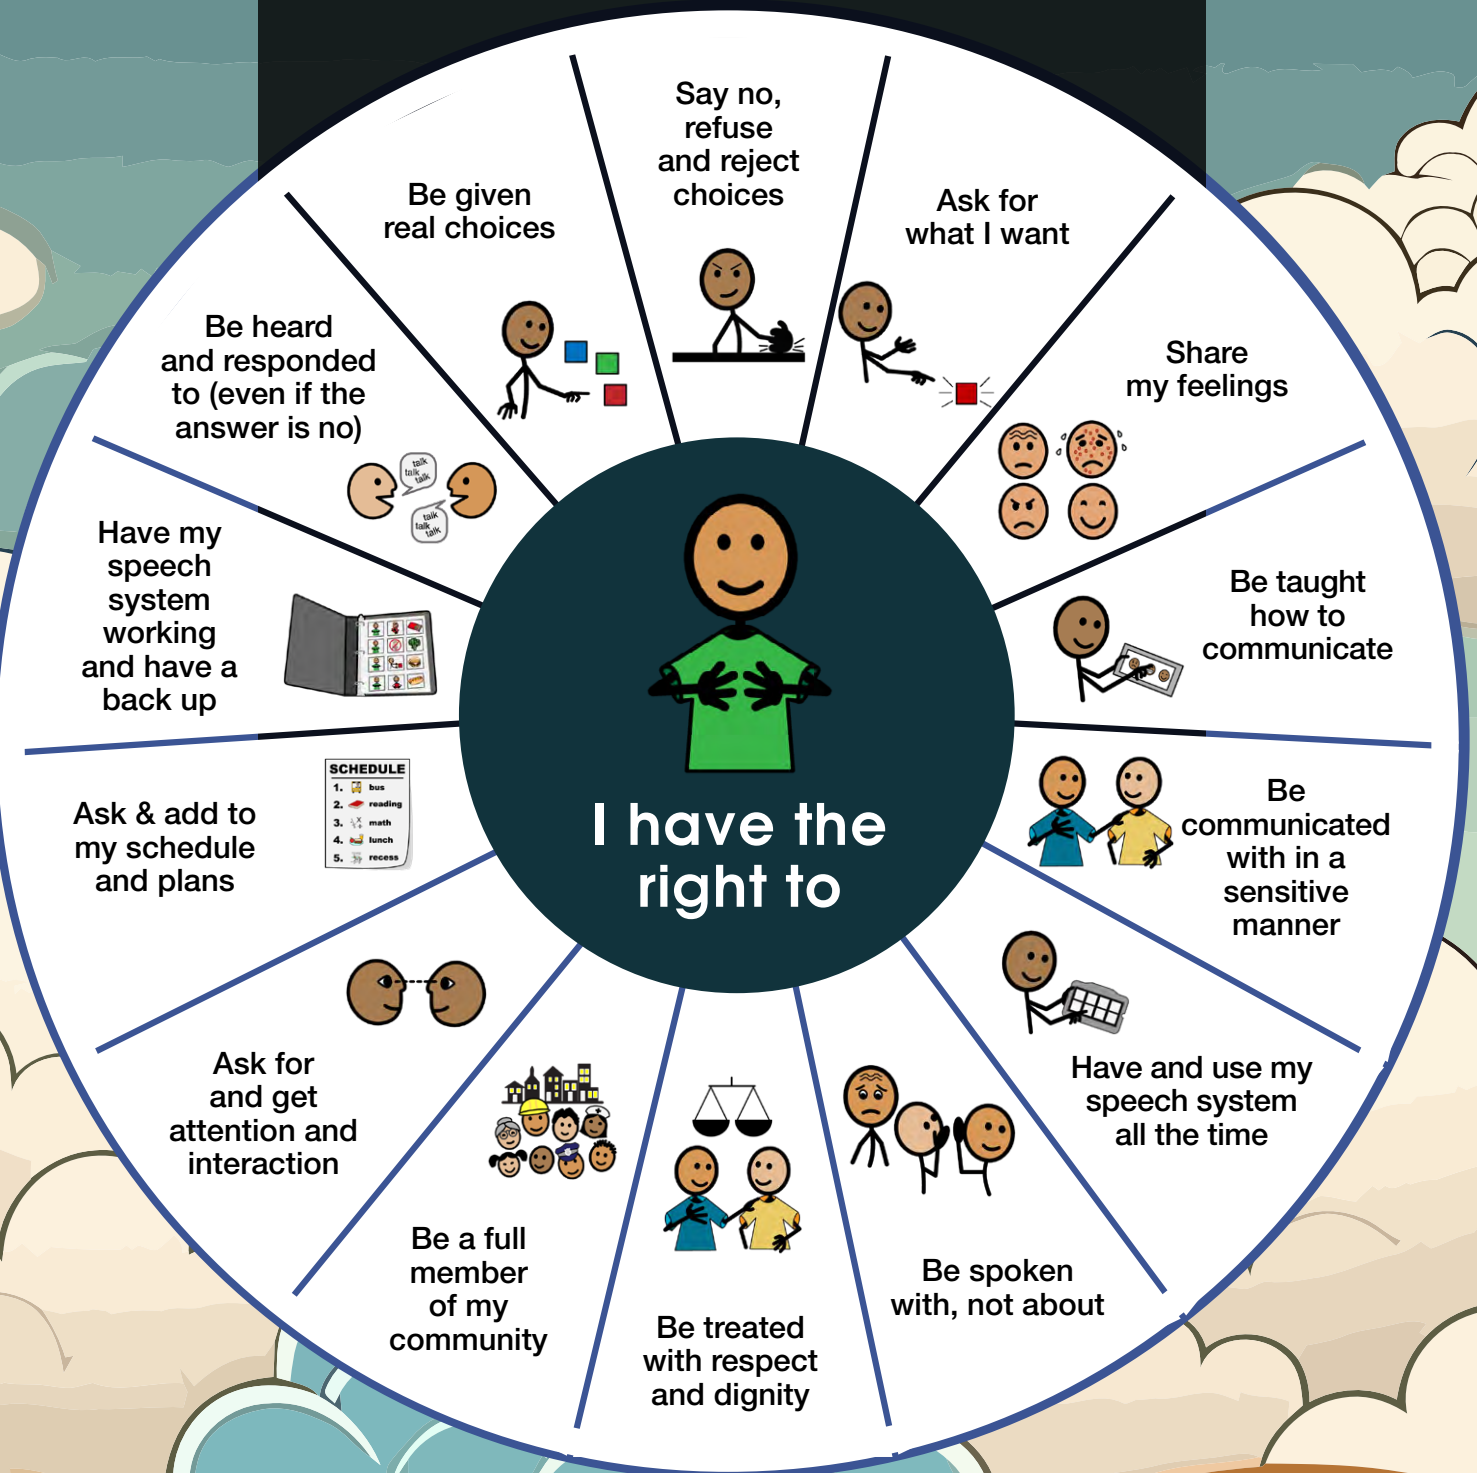 Say no,
refuse
and reject
choices
Ask for
what I want
Share
my feelings
Be taught
how to
communicate
Be
communicated
with in a
sensitive
manner
Have and use my
speech system
all the time
Be spoken
with, not about
Be treated
with respect
and dignity
Be a full
member
of my
community
Ask for
and get
attention and
interaction
Ask & add to
my schedule
and plans
SCHEDULE
1. bus
2. reading
3. math
4. lunch
5. recess
Have my
speech
system
working
and have a
back up
Be heard
and responded
to (even if the
answer is no)
talk
talk
talk
talk
talk
talk
Be given
real choices
I have the
right to